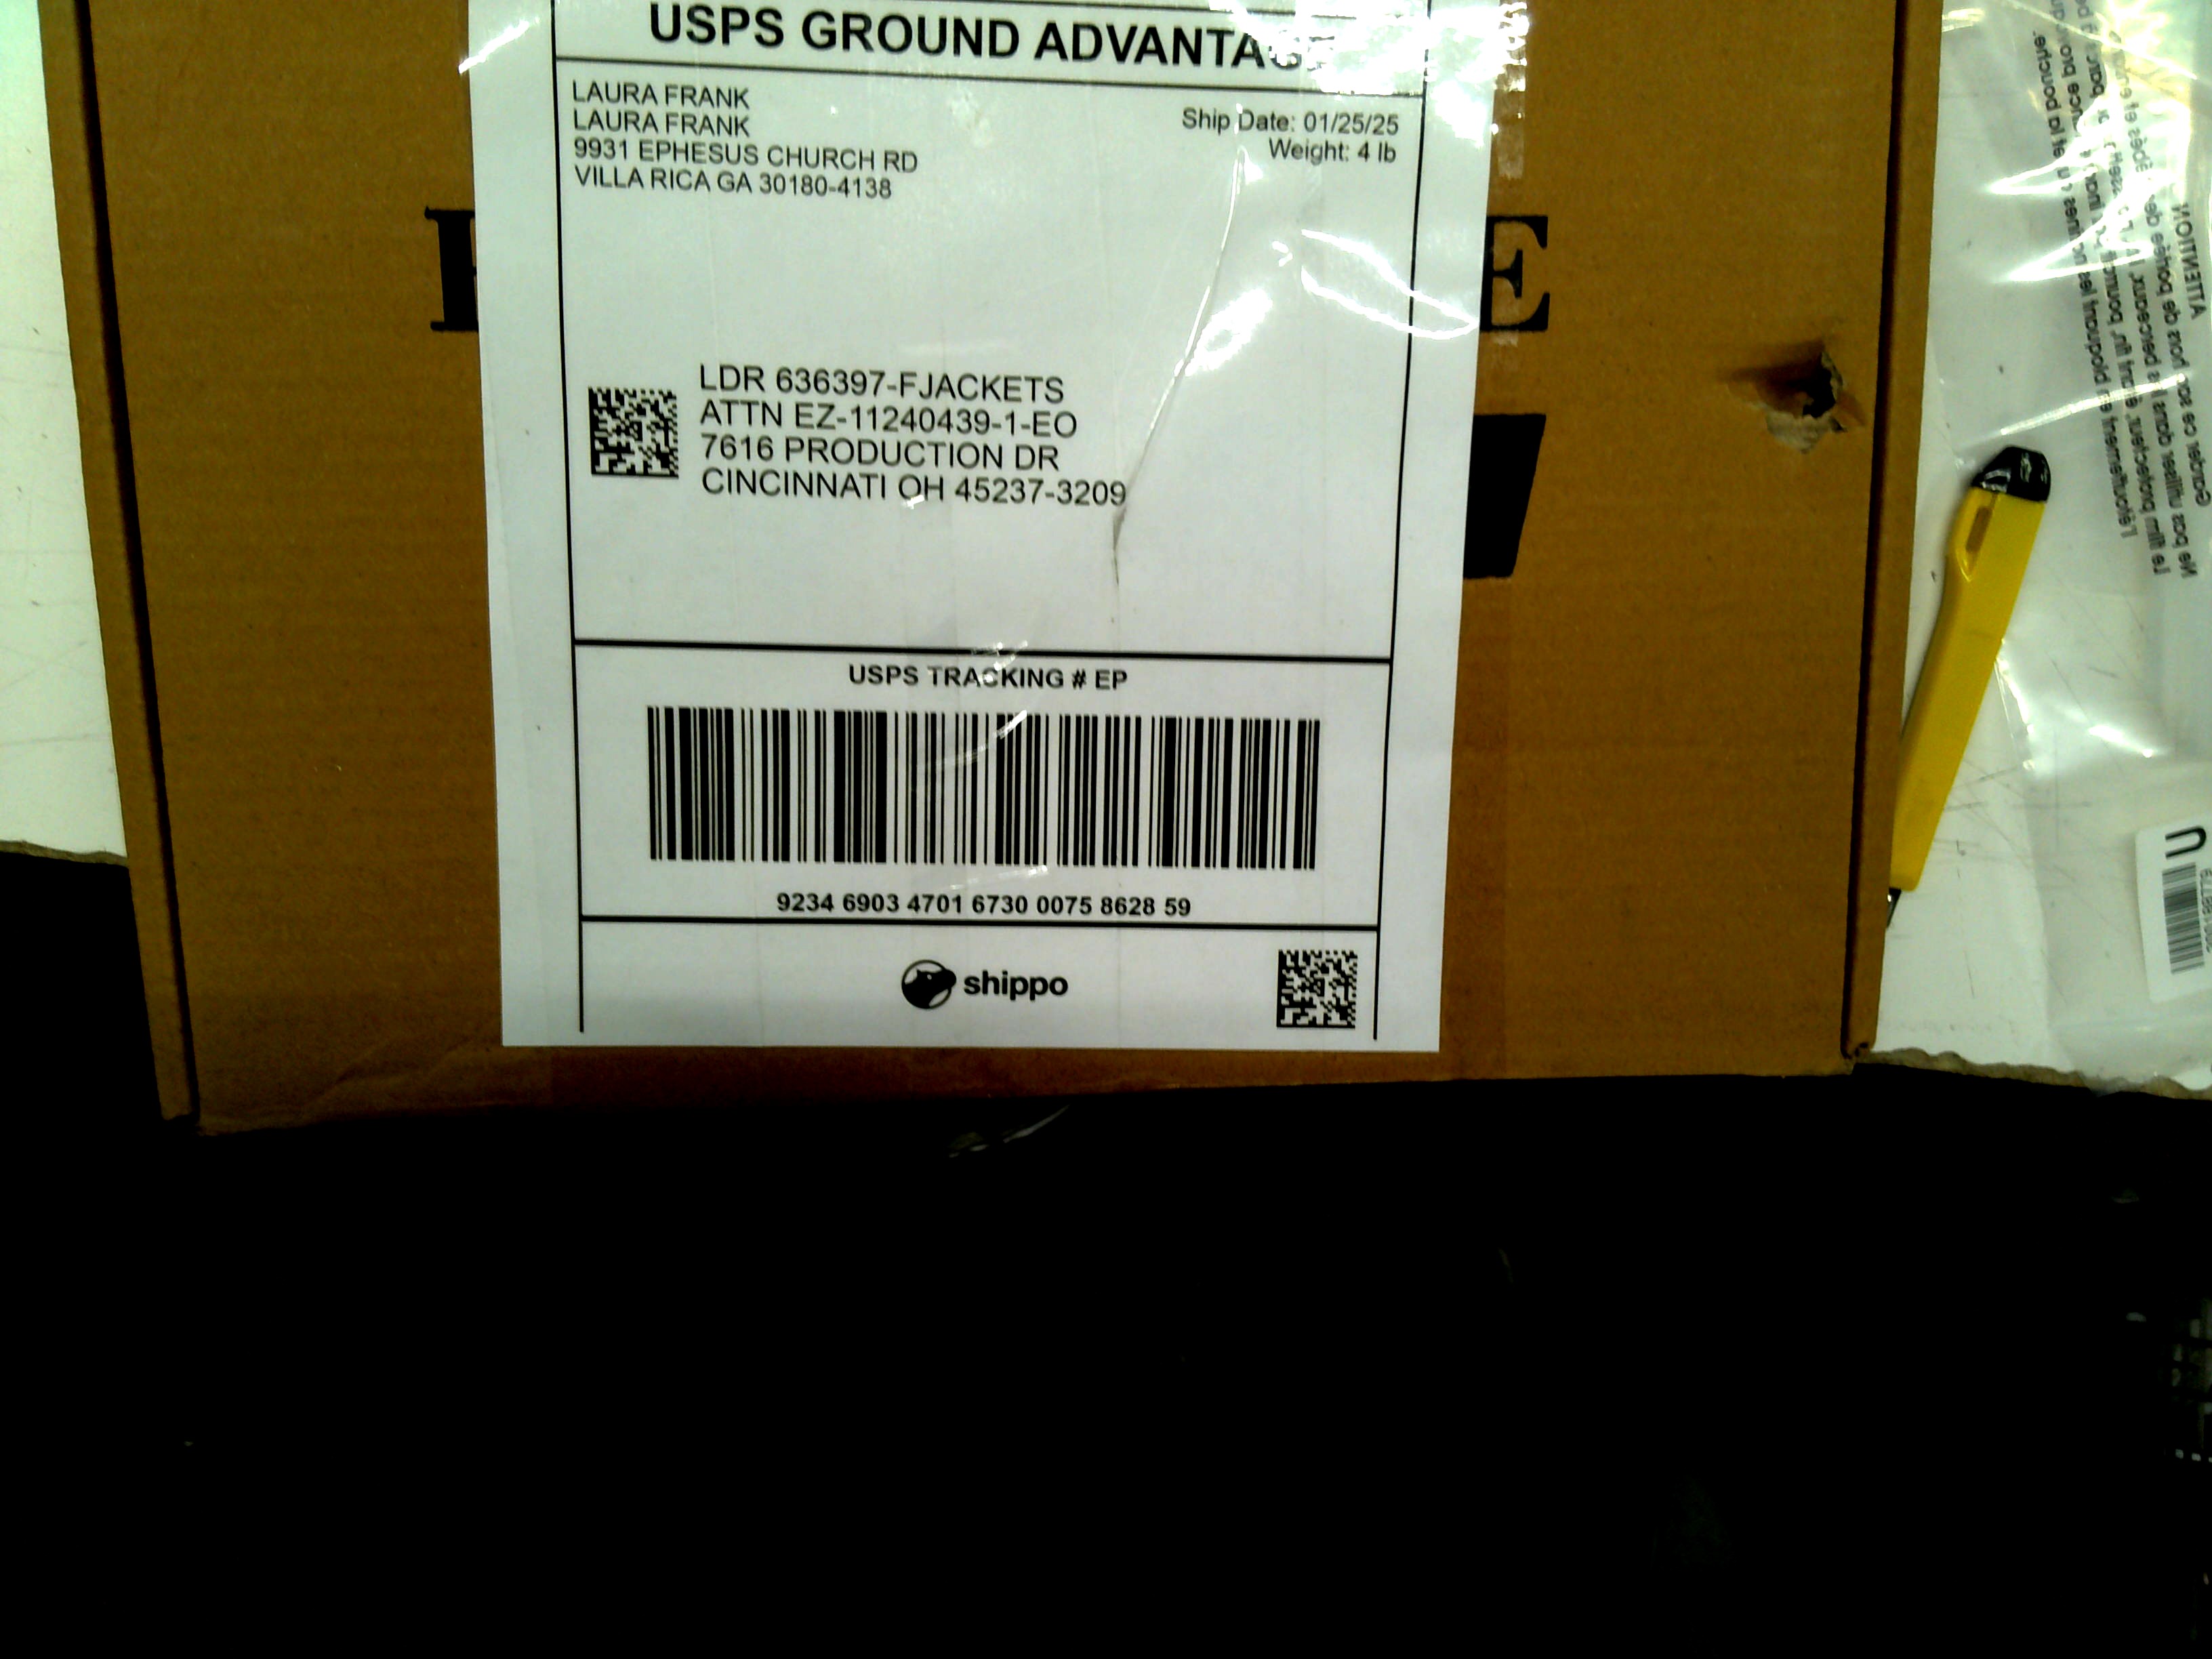 USPS GROUND ADVANTAGE
LAURA FRANK
LAURA FRANK
9931 EPHESUS CHURCH RD
VILLA RICA GA 30180-4138
Ship Date: 01/25/25
Weight: 4 lb
E
LDR 636397-FJACKETS
ATTN EZ-11240439-1-EO
7616 PRODUCTION DR
CINCINNATI OH 45237-3209
USPS TRACKING # EP
9234 6903 4701 6730 0075 8628 59
shippo
ATTENTION
U